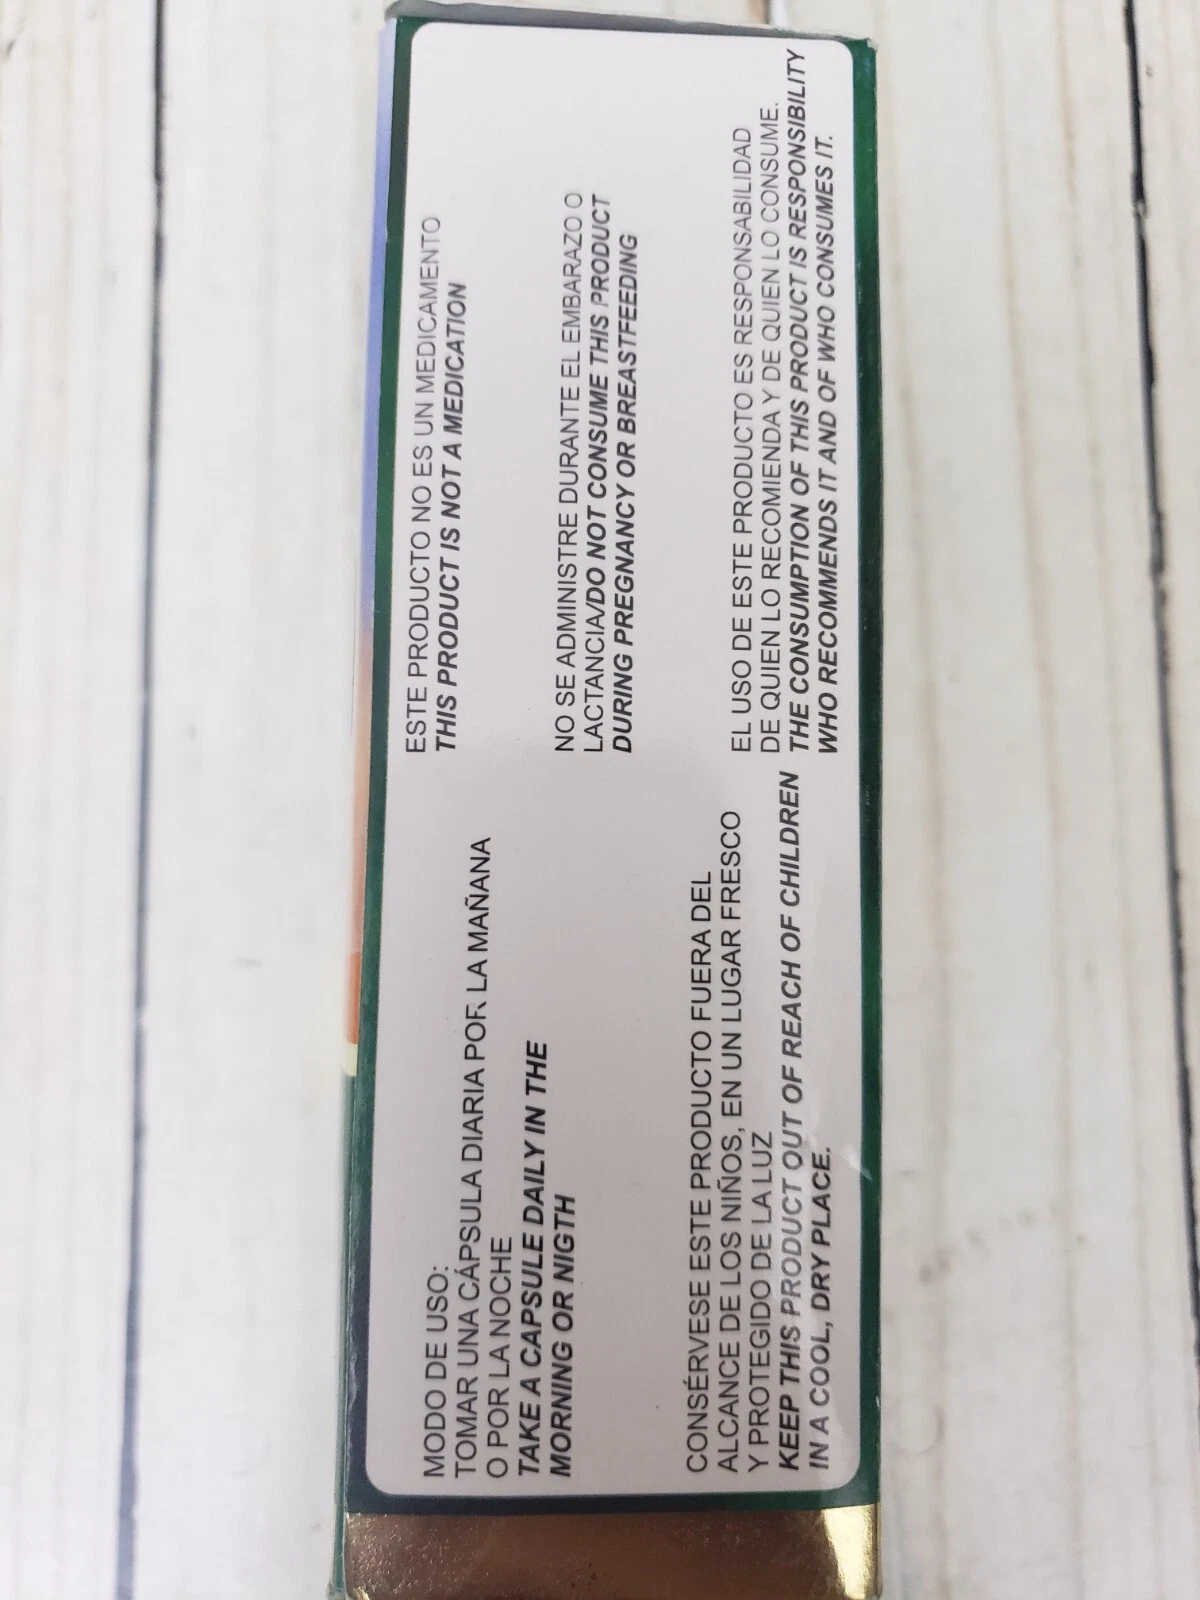 MODO DE USO:
TOMAR UNA CÁPSULA DIARIA POR LA MAÑANA
O POR LA NOCHE
TAKE A CAPSULE DAILY IN THE
MORNING OR NIGTH
CONSÉRVESE ESTE PRODUCTO FUERA DEL
ALCANCE DE LOS NIÑOS, EN UN LUGAR FRESCO
Y PROTEGIDO DE LA LUZ
KEEP THIS PRODUCT OUT OF REACH OF CHILDREN
IN A COOL, DRY PLACE.
ESTE PRODUCTO NO ES UN MEDICAMENTO
THIS PRODUCT IS NOT A MEDICATION
NO SE ADMINISTRE DURANTE EL EMBARAZO O
LACTANCIA/DO NOT CONSUME THIS PRODUCT
DURING PREGNANCY OR BREASTFEEDING
EL USO DE ESTE PRODUCTO ES RESPONSABILIDAD
DE QUIEN LO RECOMIENDA Y DE QUIEN LO CONSUME.
THE CONSUMPTION OF THIS PRODUCT IS RESPONSIBILITY
WHO RECOMMENDS IT AND OF WHO CONSUMES IT.